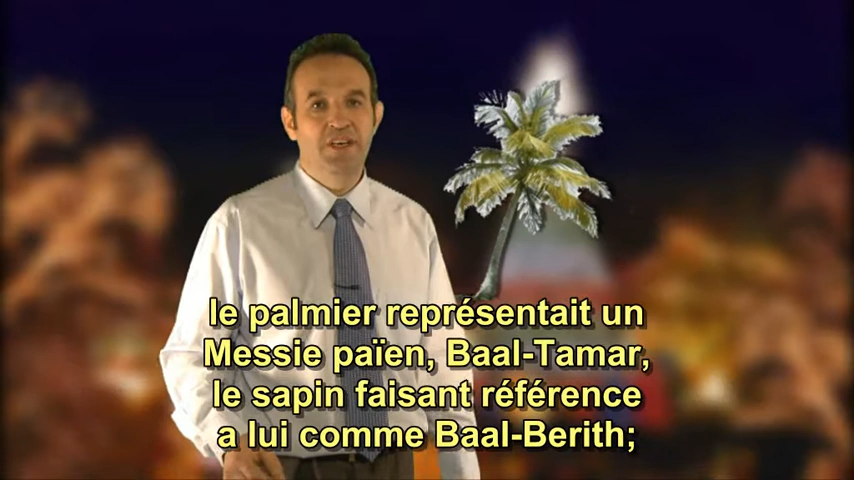 le palmier représentait un
Messie païen, Baal-Tamar,
le sapin faisant référence
a lui comme Baal-Berith;